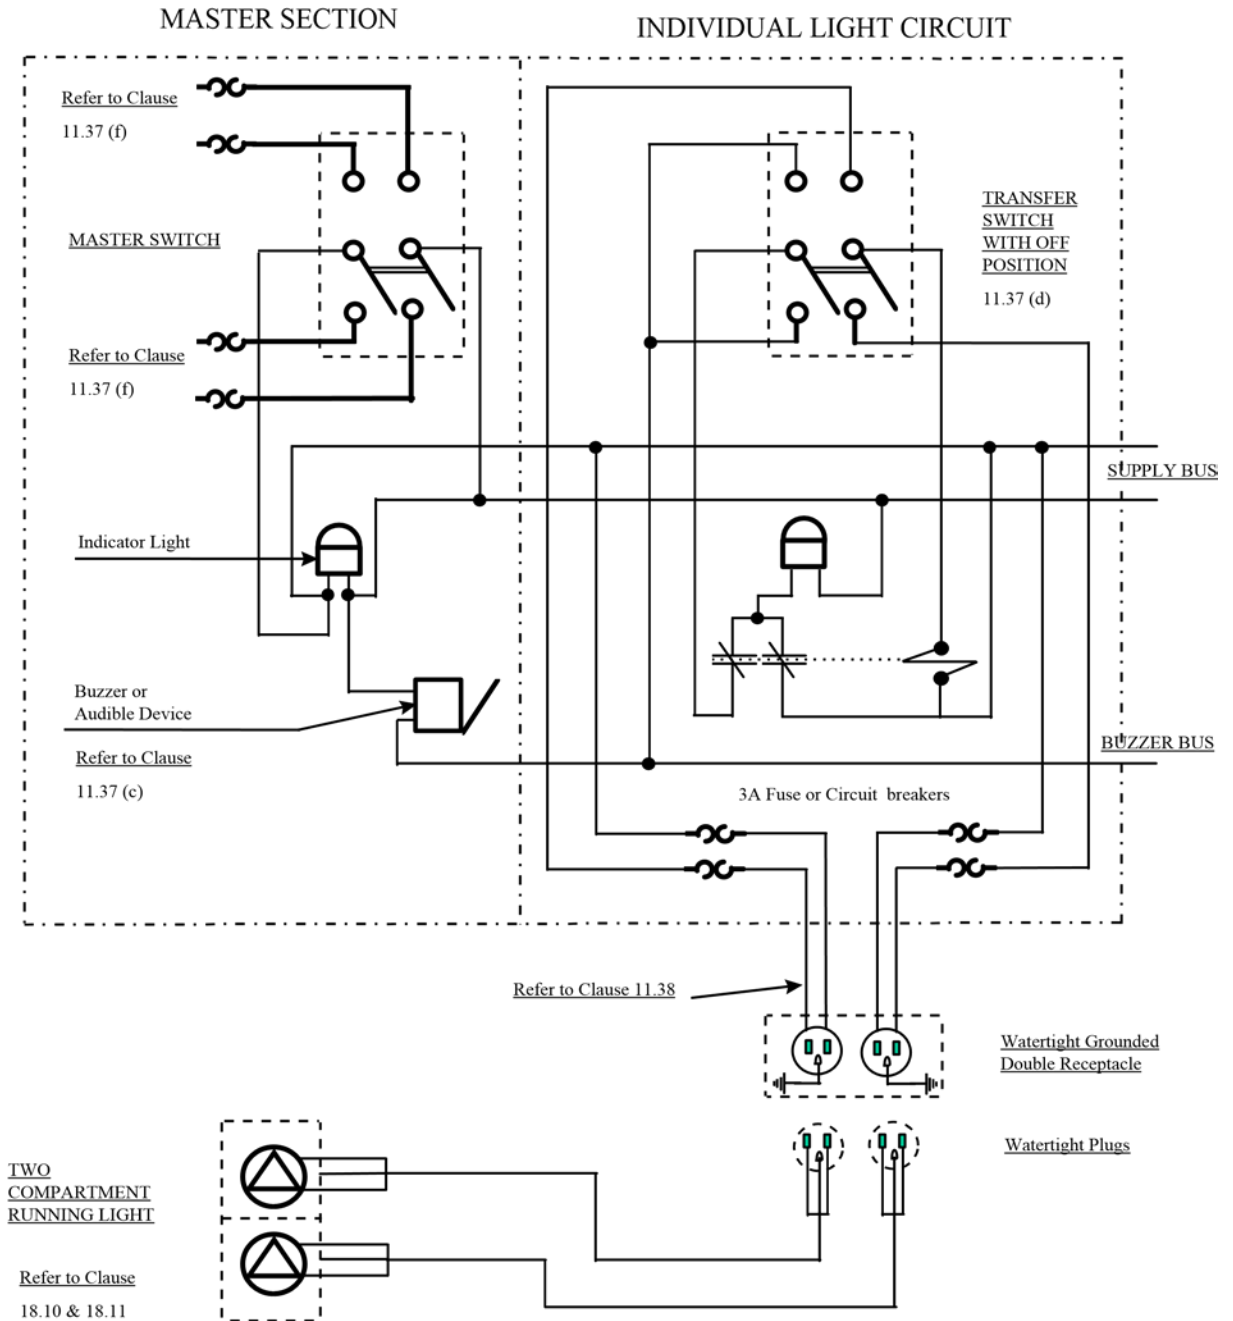 MASTER SECTION
INDIVIDUAL LIGHT CIRCUIT
Refer to Clause
11.37 (f)
MASTER SWITCH
Refer to Clause
11.37 (f)
TRANSFER
SWITCH
WITH OFF
POSITION
11.37 (d)
SUPPLY BUS
Indicator Light
Buzzer or
Audible Device
Refer to Clause
11.37 (c)
BUZZER BUS
3A Fuse or Circuit breakers
Refer to Clause 11.38
Watertight Grounded
Double Receptacle
Watertight Plugs
TWO
COMPARTMENT
RUNNING LIGHT
Refer to Clause
18.10 & 18.11